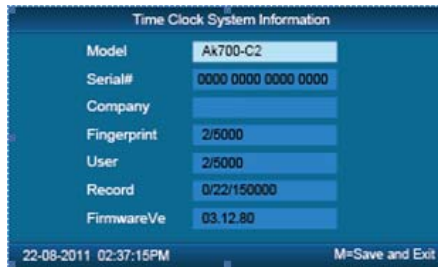 Time Clock System Information
Model Ak700-C2
Serial# 0000 0000 0000 0000
Company
Fingerprint 2/5000
User 2/5000
Record 0/22/150000
FirmwareVe 03.12.80
22-08-2011 02:37:15PM M=Save and Exit